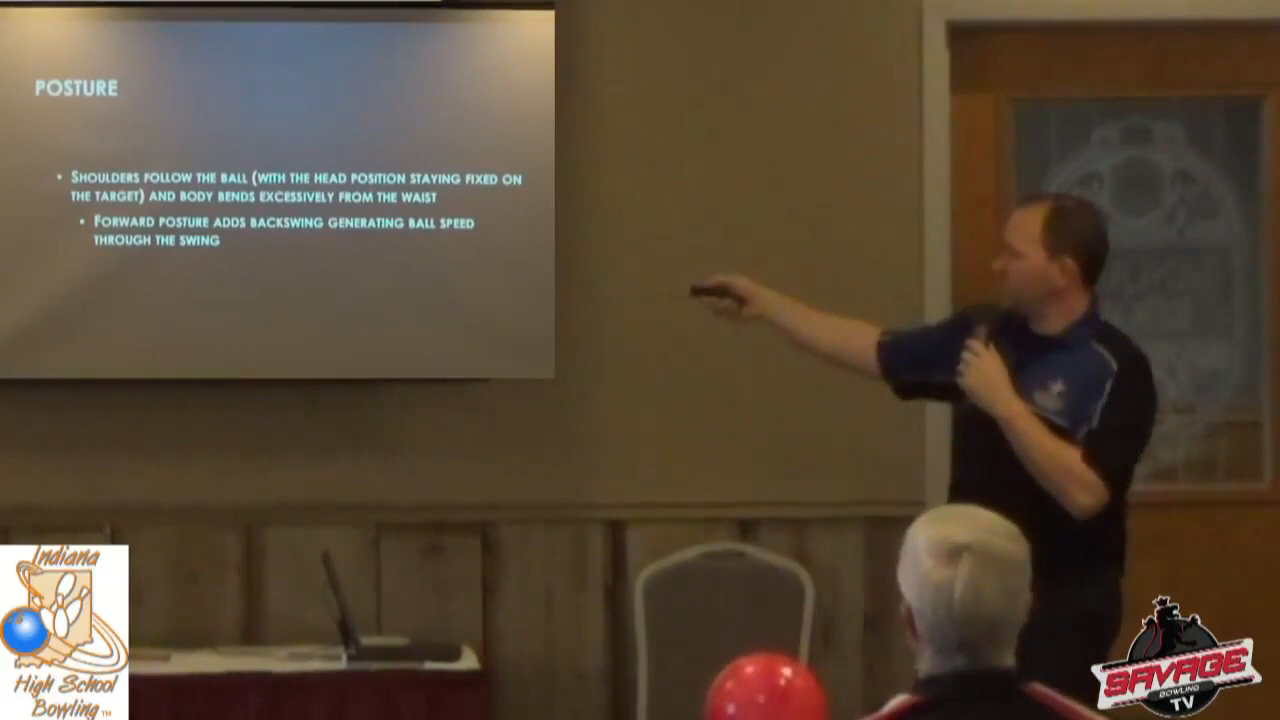 POSTURE
• SHOULDERS FOLLOW THE BALL (WITH THE HEAD POSITION STAYING FIXED ON
THE TARGET) AND BODY BENDS EXCESSIVELY FROM THE WAIST
• FORWARD POSTURE ADDS BACKSWING GENERATING BALL SPEED
THROUGH THE SWING
Indiana
High School
Bowling™
SAVAGE
BOWLING
TV